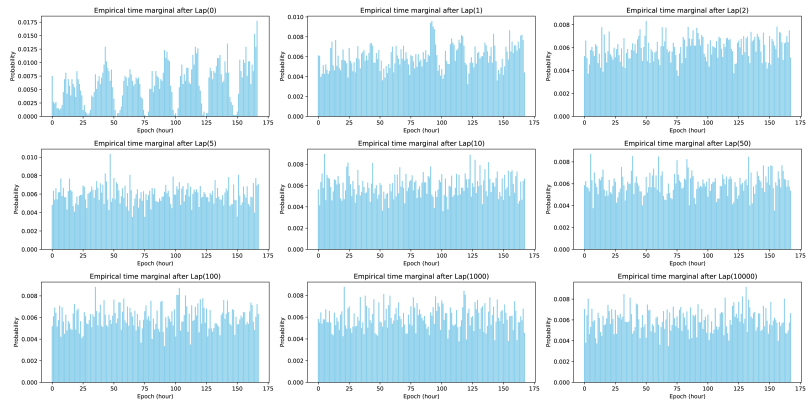 Empirical time marginal after Lap(0)
0.0175
0.0150
0.0125
0.0100
0.0075
0.0050
0.0025
0.0000
Probability
0 25 50 75 100 125 150 175
Epoch (hour)
Empirical time marginal after Lap(1)
0.010
0.008
0.006
0.004
0.002
0.000
Probability
0 25 50 75 100 125 150 175
Epoch (hour)
Empirical time marginal after Lap(2)
0.008
0.006
0.004
0.002
0.000
Probability
0 25 50 75 100 125 150 175
Epoch (hour)
Empirical time marginal after Lap(5)
0.010
0.008
0.006
0.004
0.002
0.000
Probability
0 25 50 75 100 125 150 175
Epoch (hour)
Empirical time marginal after Lap(10)
0.008
0.006
0.004
0.002
0.000
Probability
0 25 50 75 100 125 150 175
Epoch (hour)
Empirical time marginal after Lap(50)
0.008
0.006
0.004
0.002
0.000
Probability
0 25 50 75 100 125 150 175
Epoch (hour)
Empirical time marginal after Lap(100)
0.008
0.006
0.004
0.002
0.000
Probability
0 25 50 75 100 125 150 175
Epoch (hour)
Empirical time marginal after Lap(1000)
0.008
0.006
0.004
0.002
0.000
Probability
0 25 50 75 100 125 150 175
Epoch (hour)
Empirical time marginal after Lap(10000)
0.008
0.006
0.004
0.002
0.000
Probability
0 25 50 75 100 125 150 175
Epoch (hour)